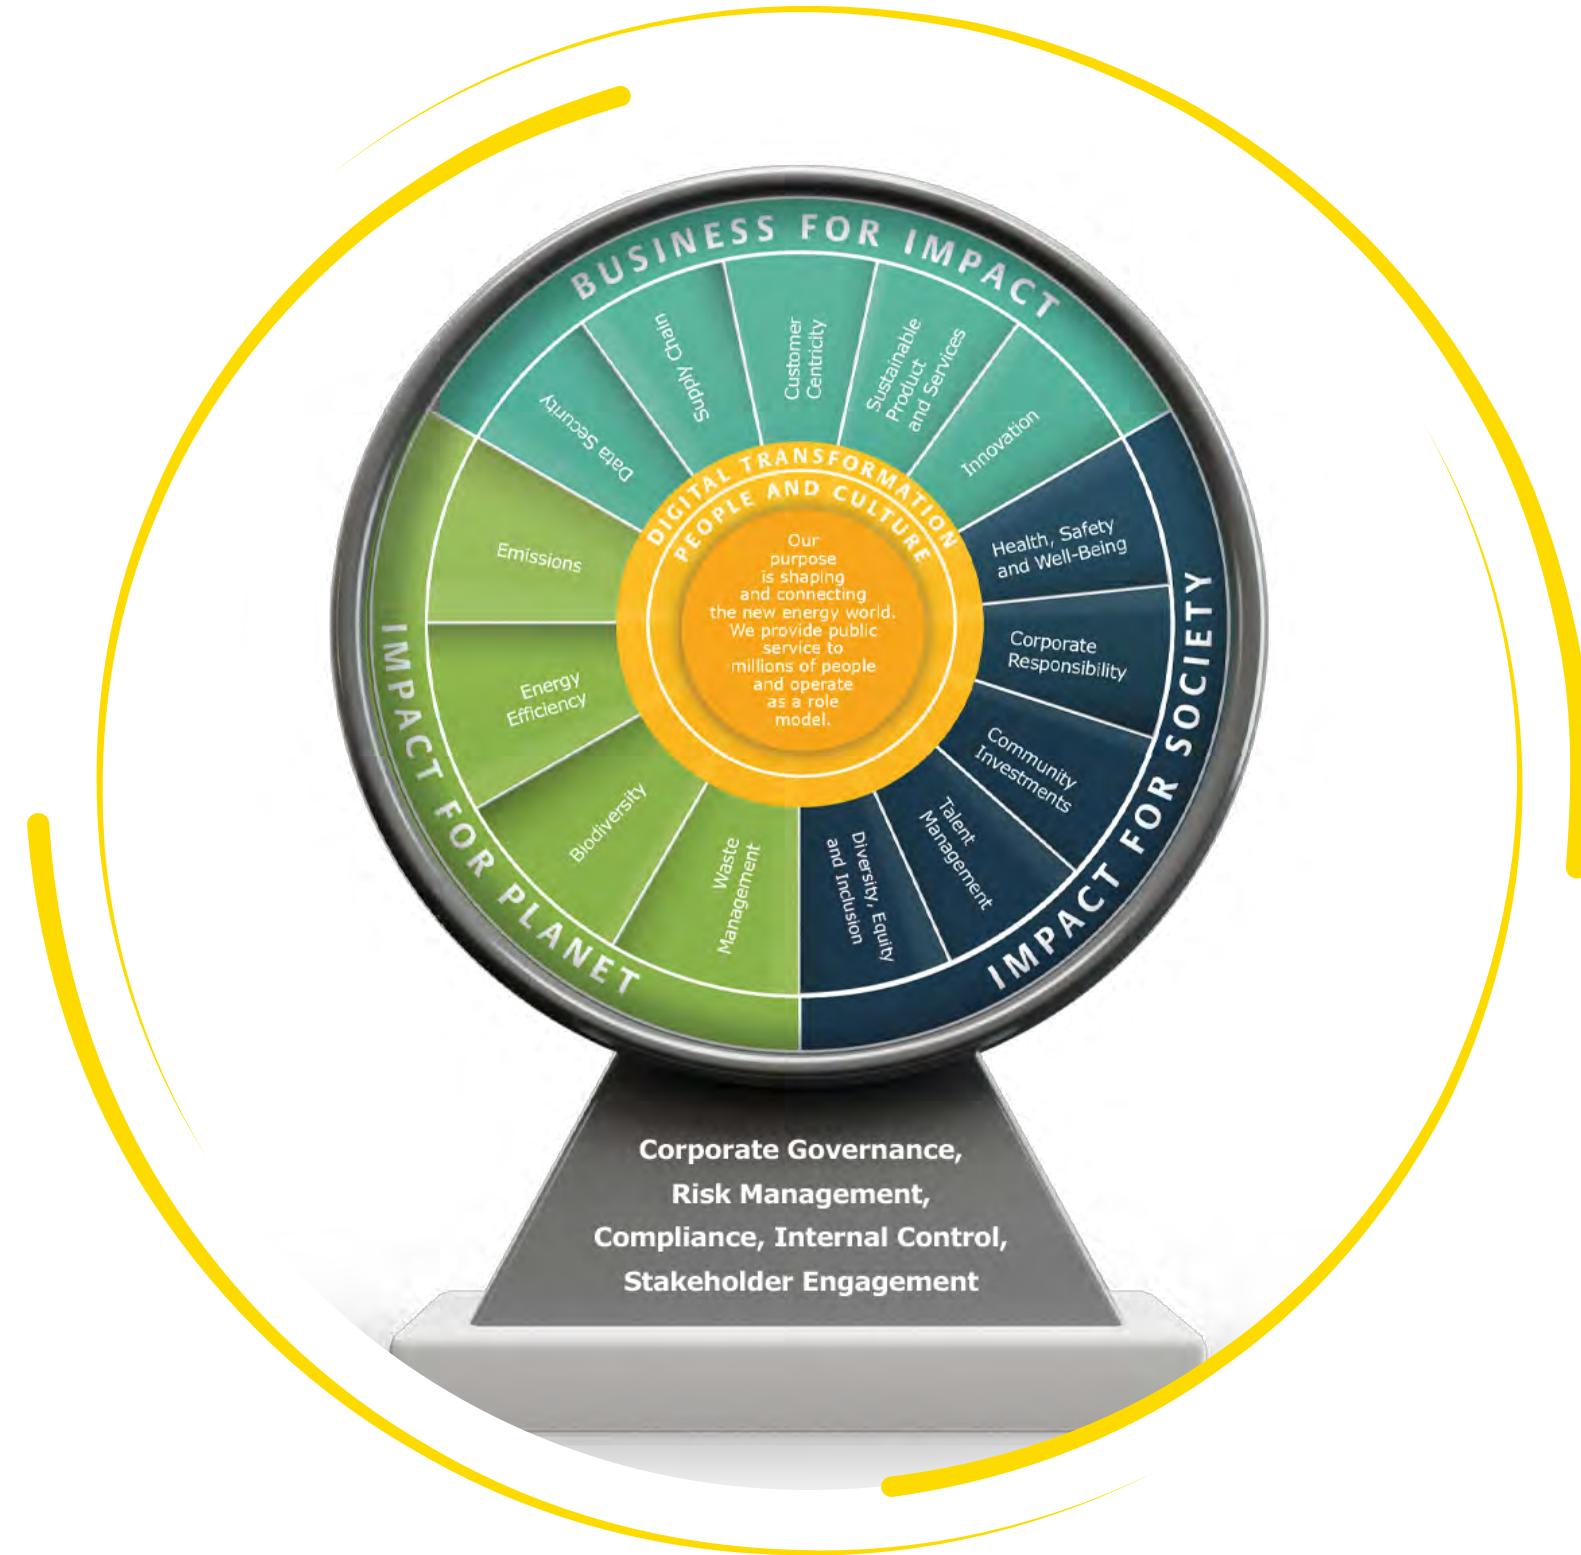 BUSINESS FOR IMPACT
Data Security
Supply Chain
Customer
Centricity
Sustainable
Product
and Services
Innovation
IMPACT FOR SOCIETY
Health, Safety
and Well-Being
Corporate
Responsibility
Community
Investments
Talent
Management
Diversity, Equity
and Inclusion
IMPACT FOR PLANET
Emissions
Energy
Efficiency
Biodiversity
Waste
Management
DIGITAL TRANSFORMATION
PEOPLE AND CULTURE
Our
purpose
is shaping
and connecting
the new energy world.
We provide public
service to
millions of people
and operate
as a role
model.
Corporate Governance,
Risk Management,
Compliance, Internal Control,
Stakeholder Engagement